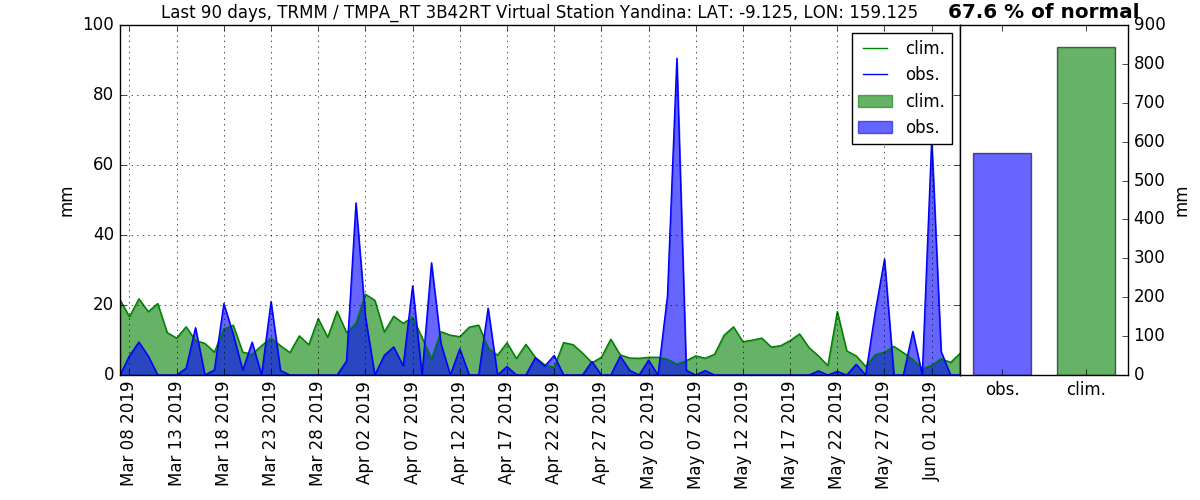 Last 90 days, TRMM / TMPA_RT 3B42RT Virtual Station Yandina: LAT: -9.125, LON: 159.125
67.6 % of normal
mm
100
80
60
40
20
0
clim.
obs.
clim.
obs.
900
800
700
600
500
400
300
200
100
0
mm
Mar 08 2019
Mar 13 2019
Mar 18 2019
Mar 23 2019
Mar 28 2019
Apr 02 2019
Apr 07 2019
Apr 12 2019
Apr 17 2019
Apr 22 2019
Apr 27 2019
May 02 2019
May 07 2019
May 12 2019
May 17 2019
May 22 2019
May 27 2019
Jun 01 2019
obs.
clim.